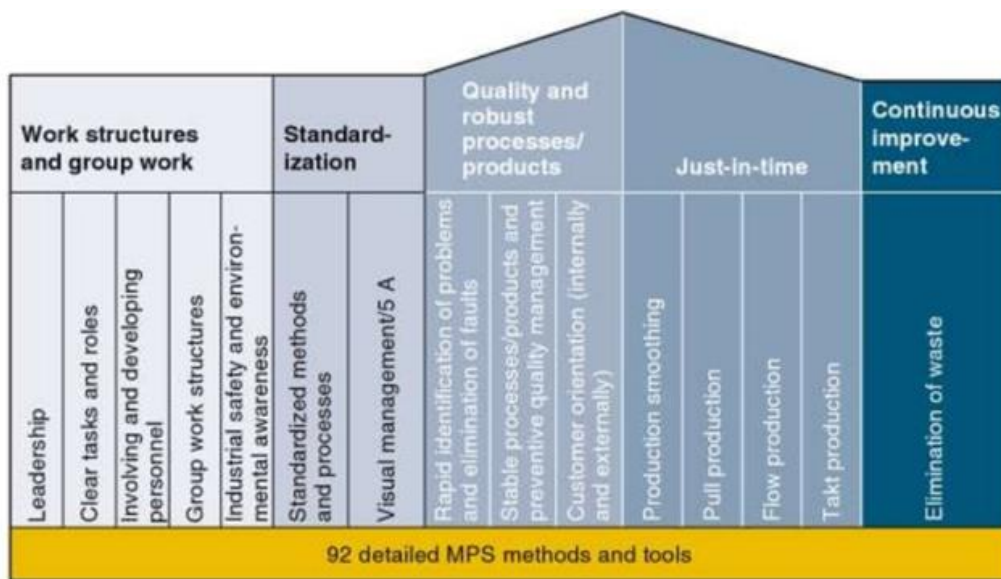 Work structures
and group work
Standard-
ization
Quality and
robust
processes/
products
Just-in-time
Continuous
improve-
ment
Leadership
Clear tasks and roles
Involving and developing
personnel
Group work structures
Industrial safety and environ-
mental awareness
Standardized methods
and processes
Visual management/5 A
Rapid identification of problems
and elimination of faults
Stable processes/products and
preventive quality management
Customer orientation (internally
and externally)
Production smoothing
Pull production
Flow production
Takt production
Elimination of waste
92 detailed MPS methods and tools